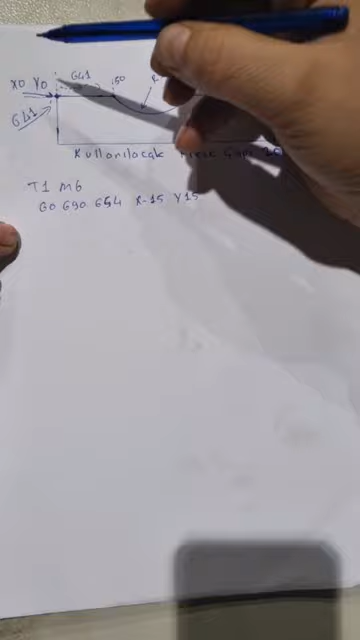 G41 150 R
X0 Y0
G41
Kullanılacak
T1 M6
G0 G90 G54 R-15 Y15